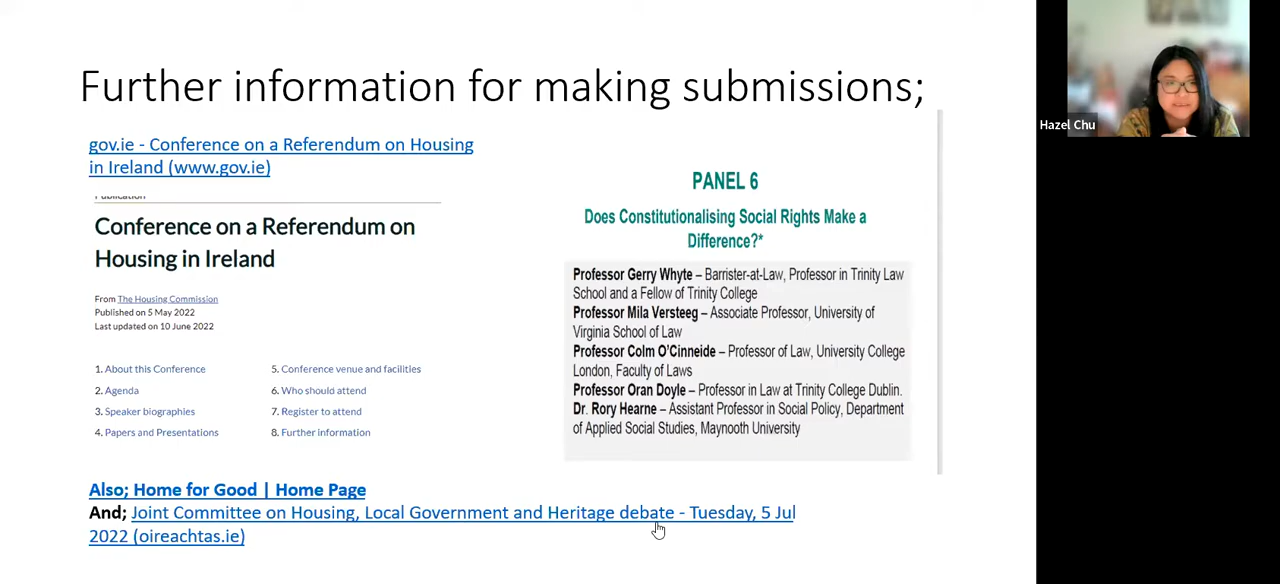 Further information for making submissions;
gov.ie - Conference on a Referendum on Housing
in Ireland (www.gov.ie)
Publication
Conference on a Referendum on
Housing in Ireland
From The Housing Commission
Published on 5 May 2022
Last updated on 10 June 2022
1. About this Conference
2. Agenda
3. Speaker biographies
4. Papers and Presentations
5. Conference venue and facilities
6. Who should attend
7. Register to attend
8. Further information
PANEL 6
Does Constitutionalising Social Rights Make a
Difference?*
Professor Gerry Whyte – Barrister-at-Law, Professor in Trinity Law
School and a Fellow of Trinity College
Professor Mila Versteeg – Associate Professor, University of
Virginia School of Law
Professor Colm O'Cinneide – Professor of Law, University College
London, Faculty of Laws
Professor Oran Doyle – Professor in Law at Trinity College Dublin.
Dr. Rory Hearne – Assistant Professor in Social Policy, Department
of Applied Social Studies, Maynooth University
Also; Home for Good | Home Page
And; Joint Committee on Housing, Local Government and Heritage debate - Tuesday, 5 Jul
2022 (oireachtas.ie)
Hazel Chu